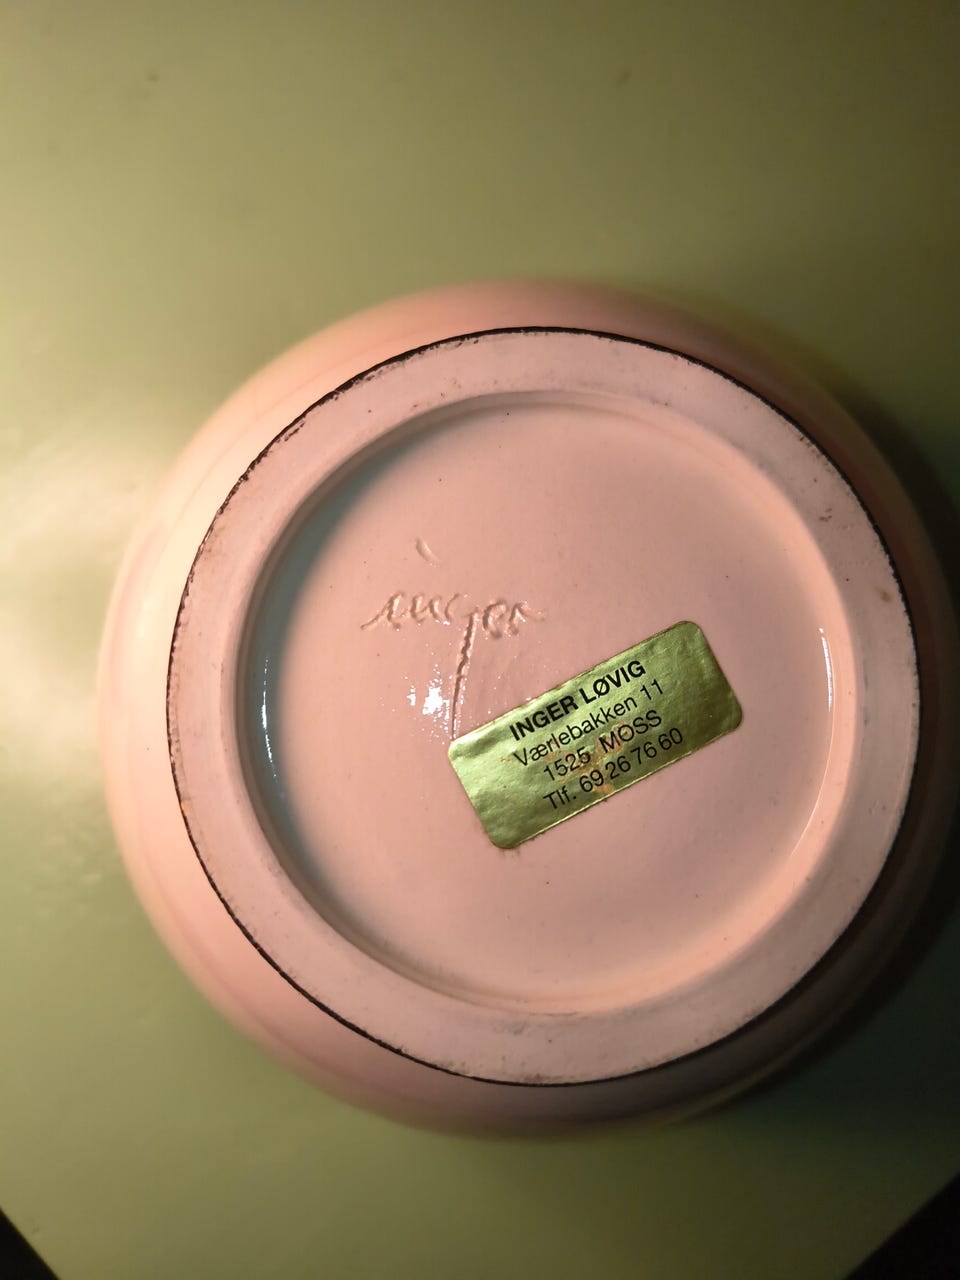 inger
INGER LØVIG
Værlebakken 11
1525 MOSS
Tlf. 69 26 76 60